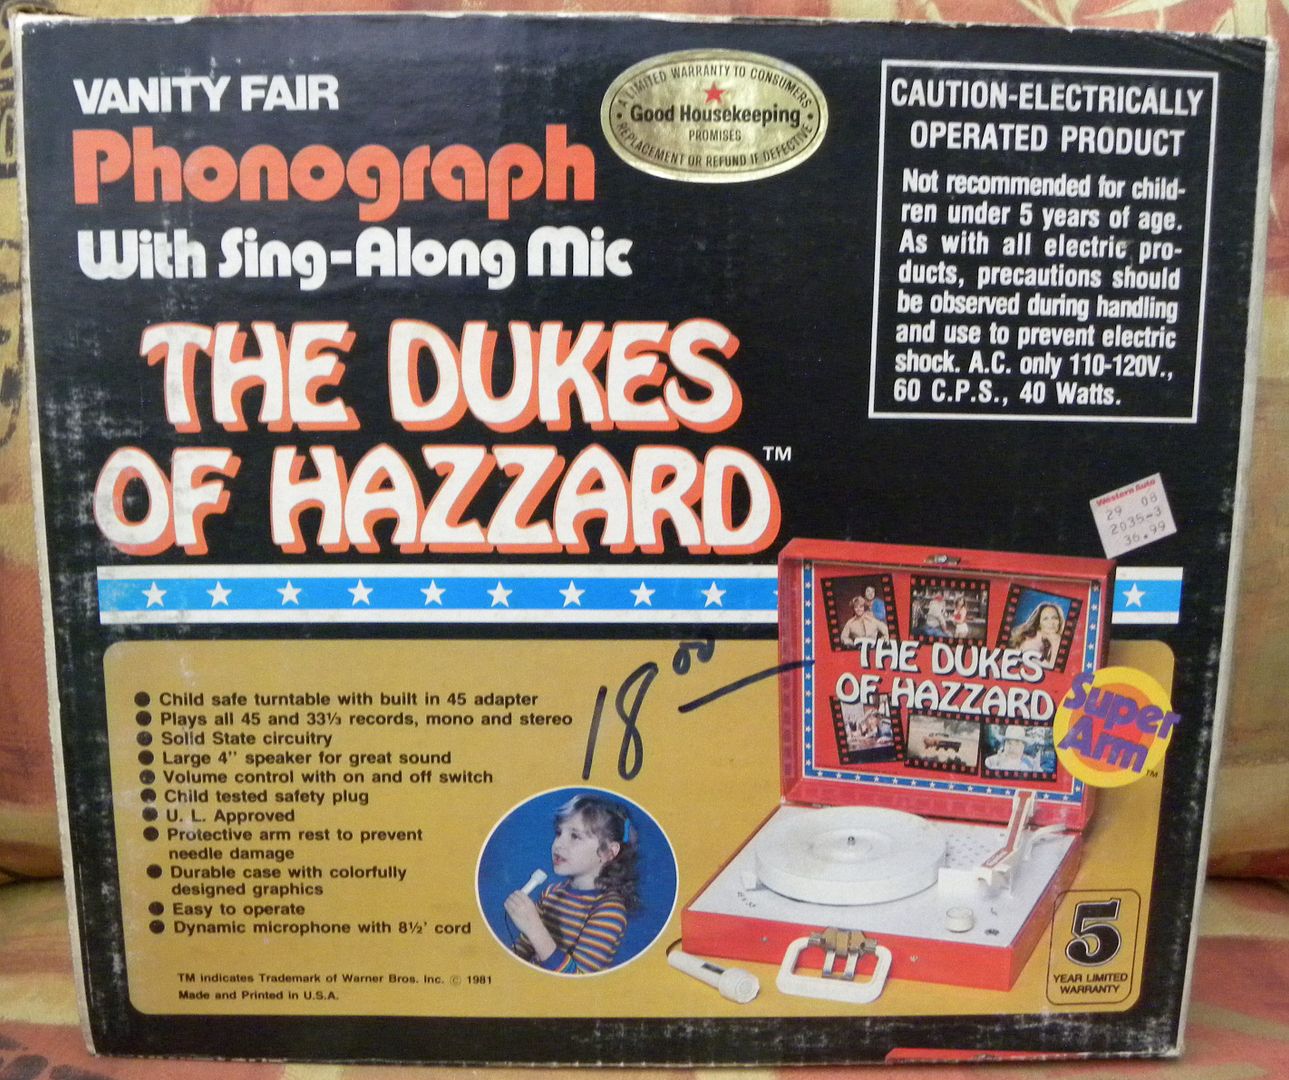 VANITY FAIR
Phonograph
With Sing-Along Mic
THE DUKES
OF HAZZARD™
A LIMITED WARRANTY TO CONSUMERS
Good Housekeeping
PROMISES
REPLACEMENT OR REFUND IF DEFECTIVE
CAUTION-ELECTRICALLY
OPERATED PRODUCT
Not recommended for child-
ren under 5 years of age.
As with all electric pro-
ducts, precautions should
be observed during handling
and use to prevent electric
shock. A.C. only 110-120V.,
60 C.P.S., 40 Watts.
Western Auto
29 08
2035-3
36.99
● Child safe turntable with built in 45 adapter
● Plays all 45 and 33⅓ records, mono and stereo
● Solid State circuitry
● Large 4" speaker for great sound
● Volume control with on and off switch
● Child tested safety plug
● U. L. Approved
● Protective arm rest to prevent
needle damage
● Durable case with colorfully
designed graphics
● Easy to operate
● Dynamic microphone with 8½' cord
18 00
THE DUKES
OF HAZZARD
Super
Arm™
5
YEAR LIMITED
WARRANTY
TM indicates Trademark of Warner Bros. Inc. © 1981
Made and Printed in U.S.A.